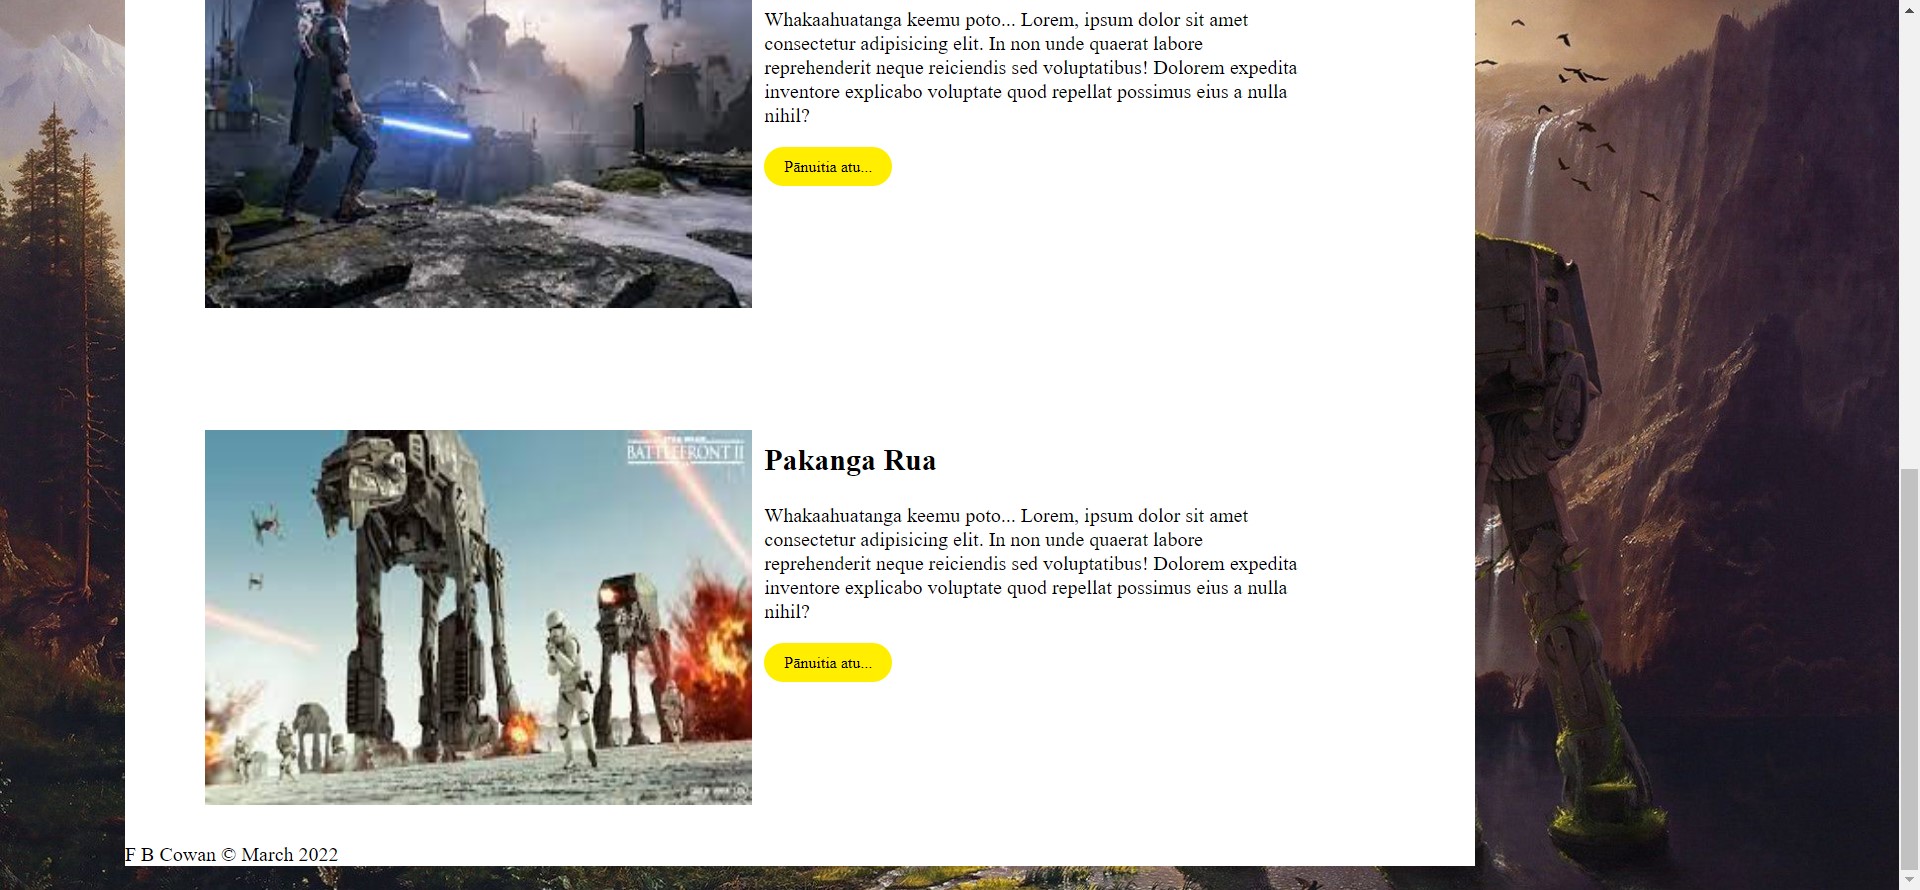 Whakaahuatanga keemu poto... Lorem, ipsum dolor sit amet
consectetur adipisicing elit. In non unde quaerat labore
reprehenderit neque reiciendis sed voluptatibus! Dolorem expedita
inventore explicabo voluptate quod repellat possimus eius a nulla
nihil?
Pānuitia atu...
STAR WARS
BATTLEFRONT II
Pakanga Rua
Whakaahuatanga keemu poto... Lorem, ipsum dolor sit amet
consectetur adipisicing elit. In non unde quaerat labore
reprehenderit neque reiciendis sed voluptatibus! Dolorem expedita
inventore explicabo voluptate quod repellat possimus eius a nulla
nihil?
Pānuitia atu...
F B Cowan © March 2022